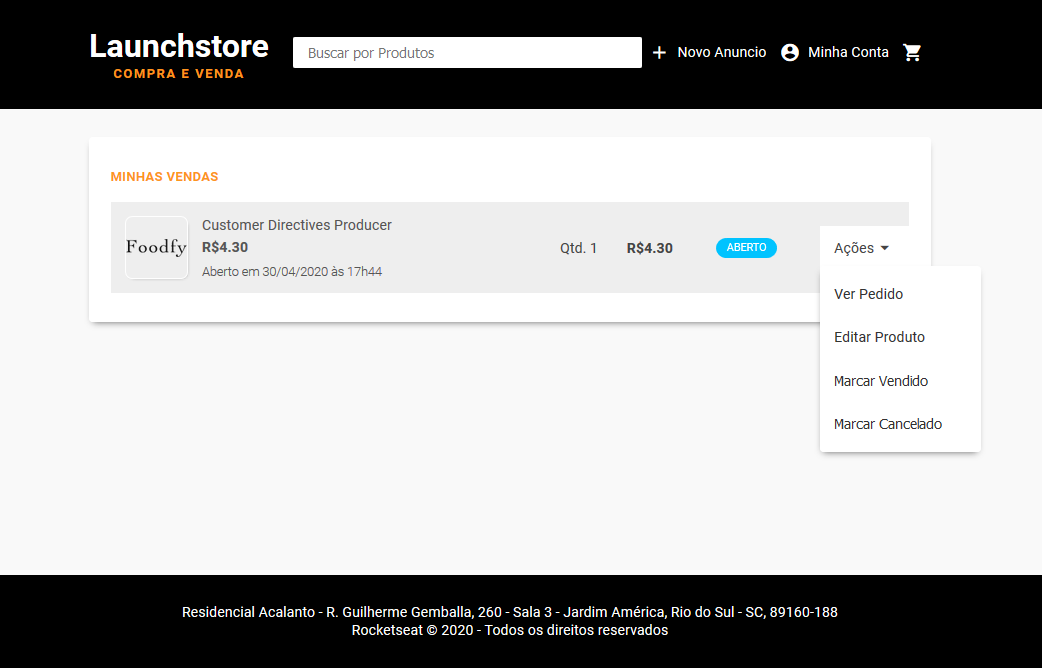 Launchstore
COMPRA E VENDA
Buscar por Produtos
Novo Anuncio
Minha Conta
MINHAS VENDAS
Foodfy
Customer Directives Producer
R$4.30
Aberto em 30/04/2020 às 17h44
Qtd. 1
R$4.30
ABERTO
Ações
Ver Pedido
Editar Produto
Marcar Vendido
Marcar Cancelado
Residencial Acalanto - R. Guilherme Gemballa, 260 - Sala 3 - Jardim América, Rio do Sul - SC, 89160-188
Rocketseat © 2020 - Todos os direitos reservados